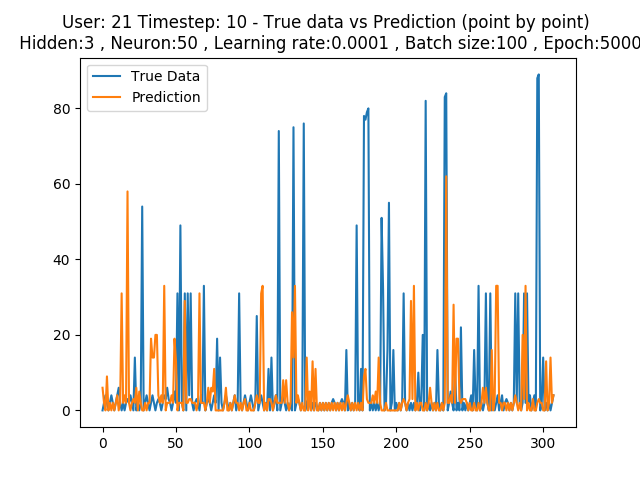 User: 21 Timestep: 10 - True data vs Prediction (point by point)
Hidden:3 , Neuron:50 , Learning rate:0.0001 , Batch size:100 , Epoch:5000
True Data
Prediction
80
60
40
20
0
0 50 100 150 200 250 300